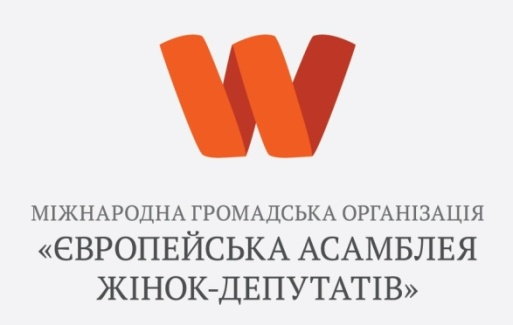 W
МІЖНАРОДНА ГРОМАДСЬКА ОРГАНІЗАЦІЯ
«ЄВРОПЕЙСЬКА АСАМБЛЕЯ
ЖІНОК-ДЕПУТАТІВ»